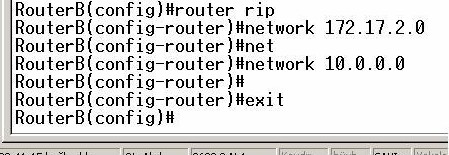 RouterB(config)#router rip
RouterB(config-router)#network 172.17.2.0
RouterB(config-router)#net
RouterB(config-router)#network 10.0.0.0
RouterB(config-router)#
RouterB(config-router)#exit
RouterB(config)#